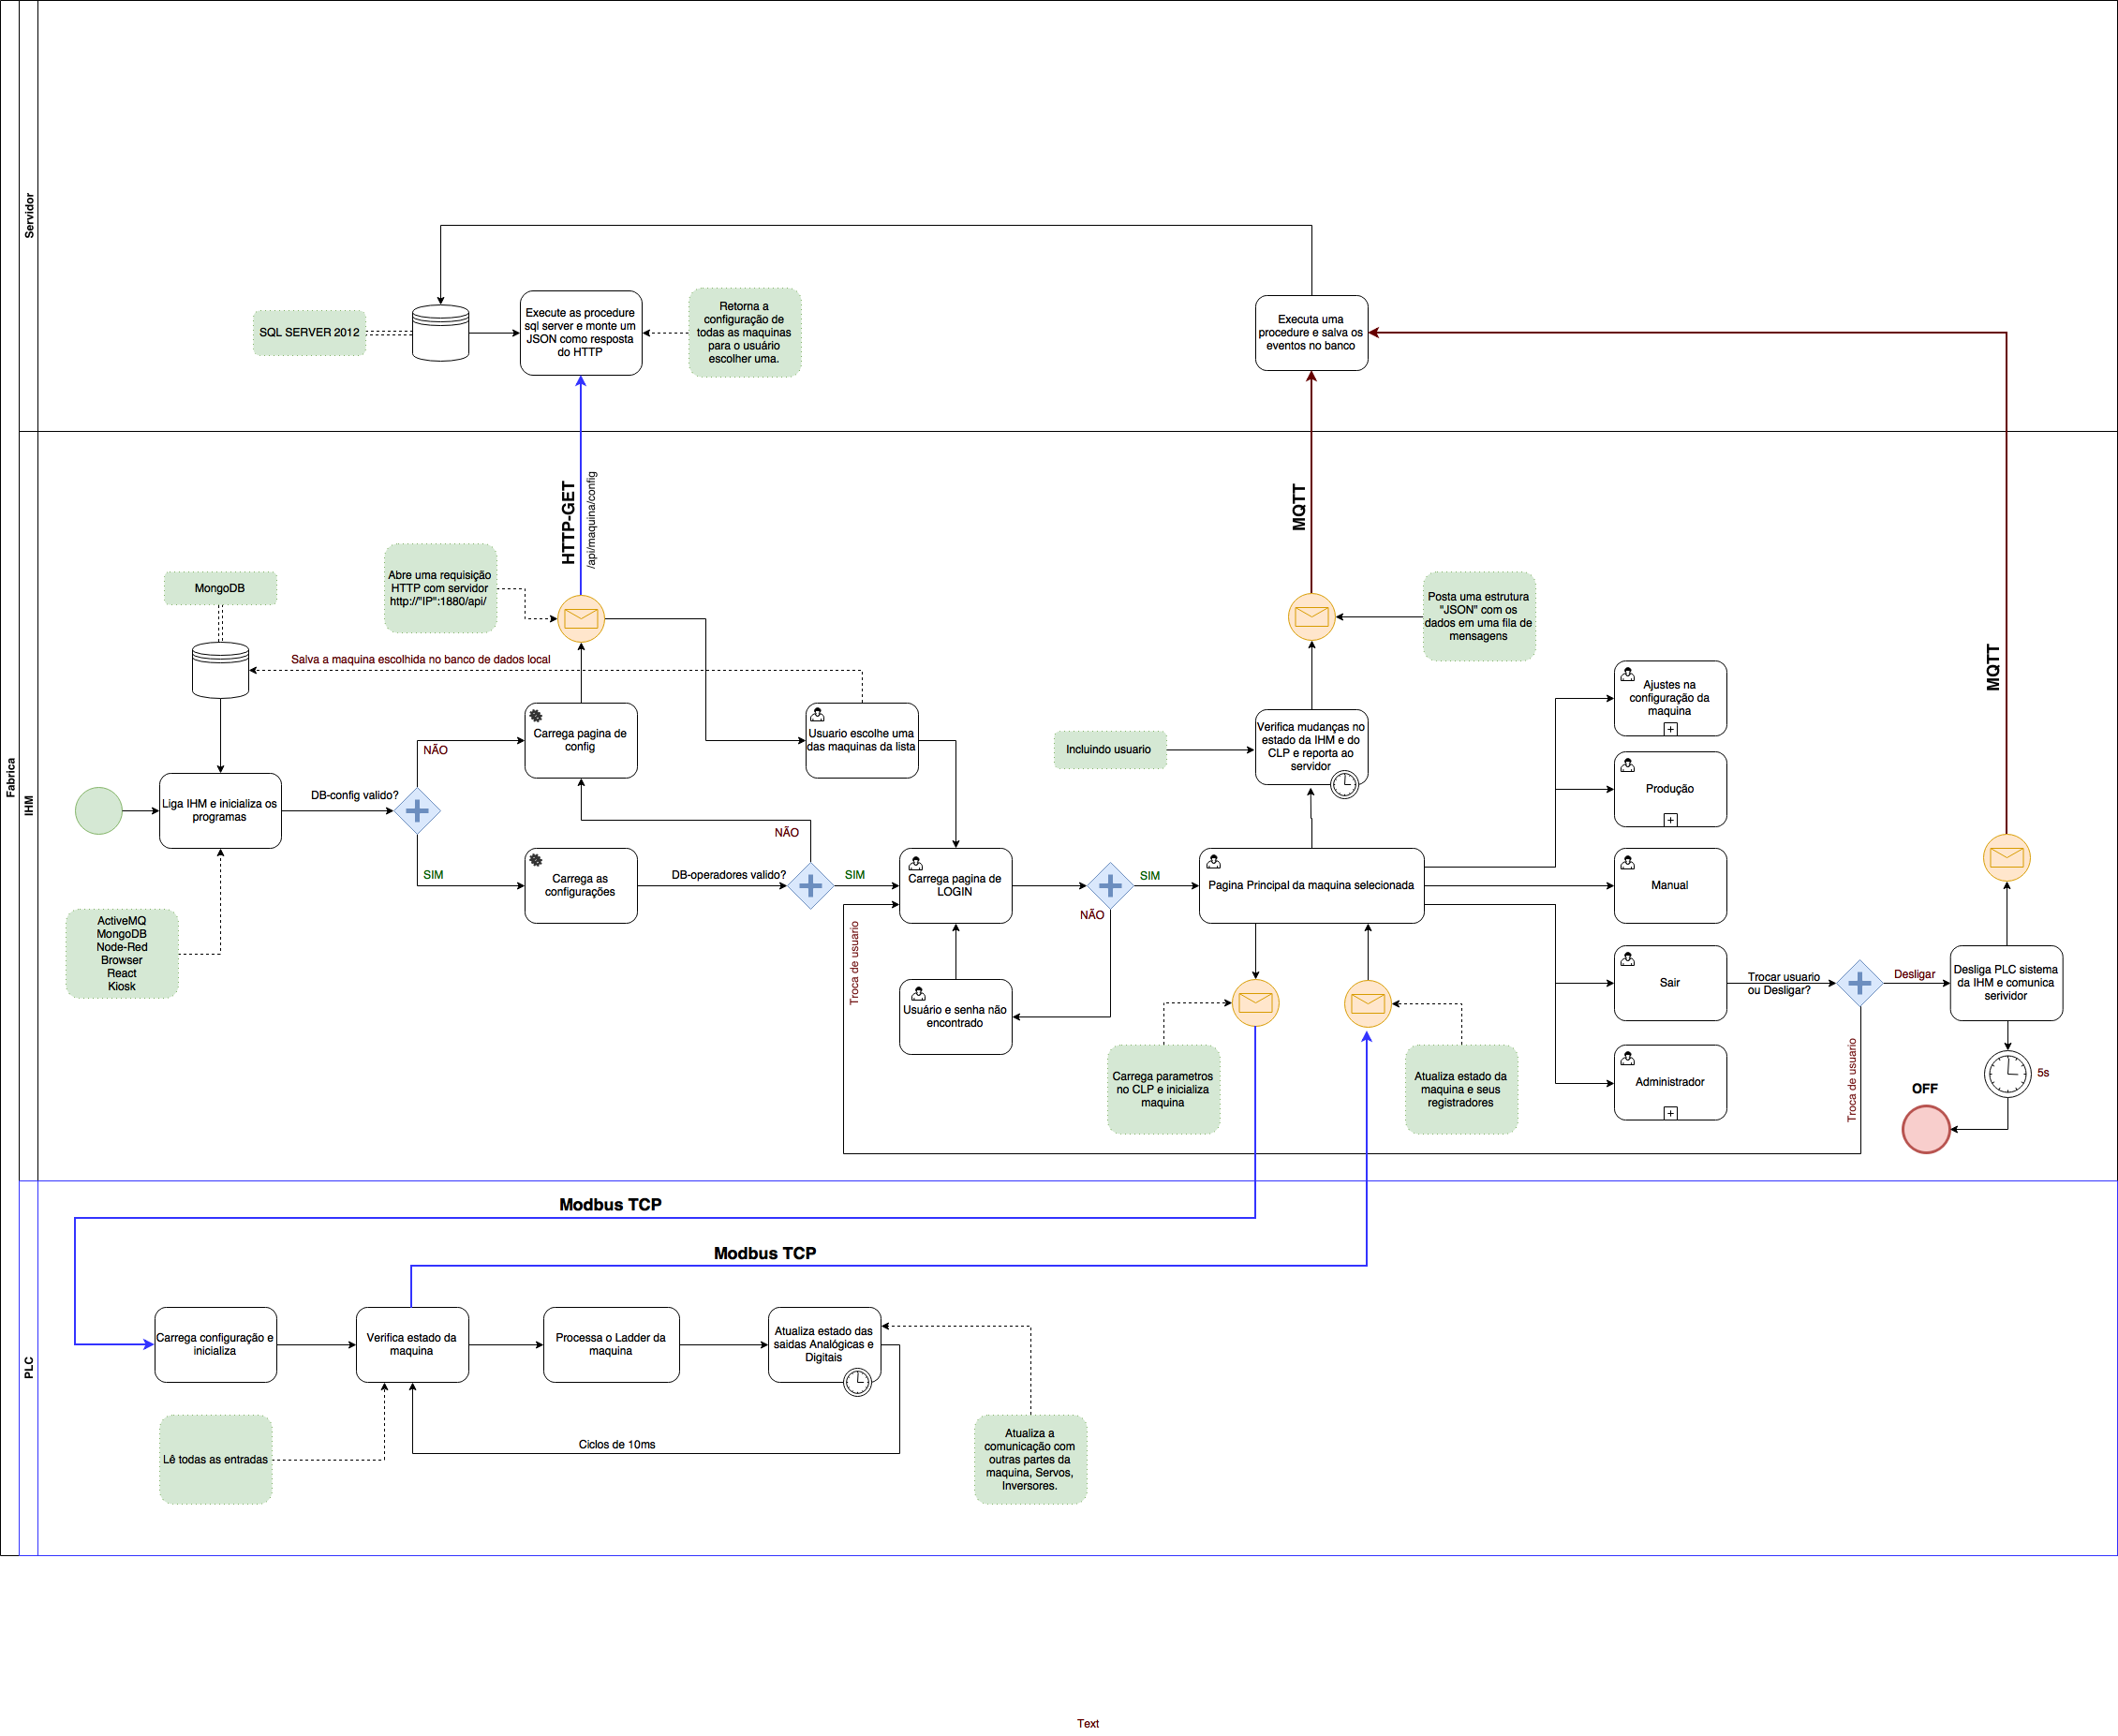 Fabrica
Servidor
SQL SERVER 2012
Execute as procedure
sql server e monte um
JSON como resposta
do HTTP
Retorna a
configuração de
todas as maquinas
para o usuário
escolher uma.
Executa uma
procedure e salva os
eventos no banco
IHM
HTTP-GET
/api/maquina/config
MQTT
MQTT
MongoDB
Abre uma requisição
HTTP com servidor
http://"IP":1880/api/
Posta uma estrutura
"JSON" com os
dados em uma fila de
mensagens
Salva a maquina escolhida no banco de dados local
Carrega pagina de
config
Usuario escolhe uma
das maquinas da lista
Incluindo usuario
Verifica mudanças no
estado da IHM e do
CLP e reporta ao
servidor
Ajustes na
configuração da
maquina
Produção
NÃO
Liga IHM e inicializa os
programas
DB-config valido?
SIM
NÃO
Carrega as
configurações
DB-operadores valido?
SIM
Carrega pagina de
LOGIN
SIM
NÃO
Pagina Principal da maquina selecionada
Manual
ActiveMQ
MongoDB
Node-Red
Browser
React
Kiosk
Troca de usuario
Usuário e senha não
encontrado
Sair
Trocar usuario
ou Desligar?
Desligar
Desliga PLC sistema
da IHM e comunica
serividor
Carrega parametros
no CLP e inicializa
maquina
Atualiza estado da
maquina e seus
registradores
Administrador
Troca de usuario
5s
OFF
PLC
Modbus TCP
Modbus TCP
Carrega configuração e
inicializa
Verifica estado da
maquina
Processa o Ladder da
maquina
Atualiza estado das
saidas Analógicas e
Digitais
Ciclos de 10ms
Lê todas as entradas
Atualiza a
comunicação com
outras partes da
maquina, Servos,
Inversores.
Text